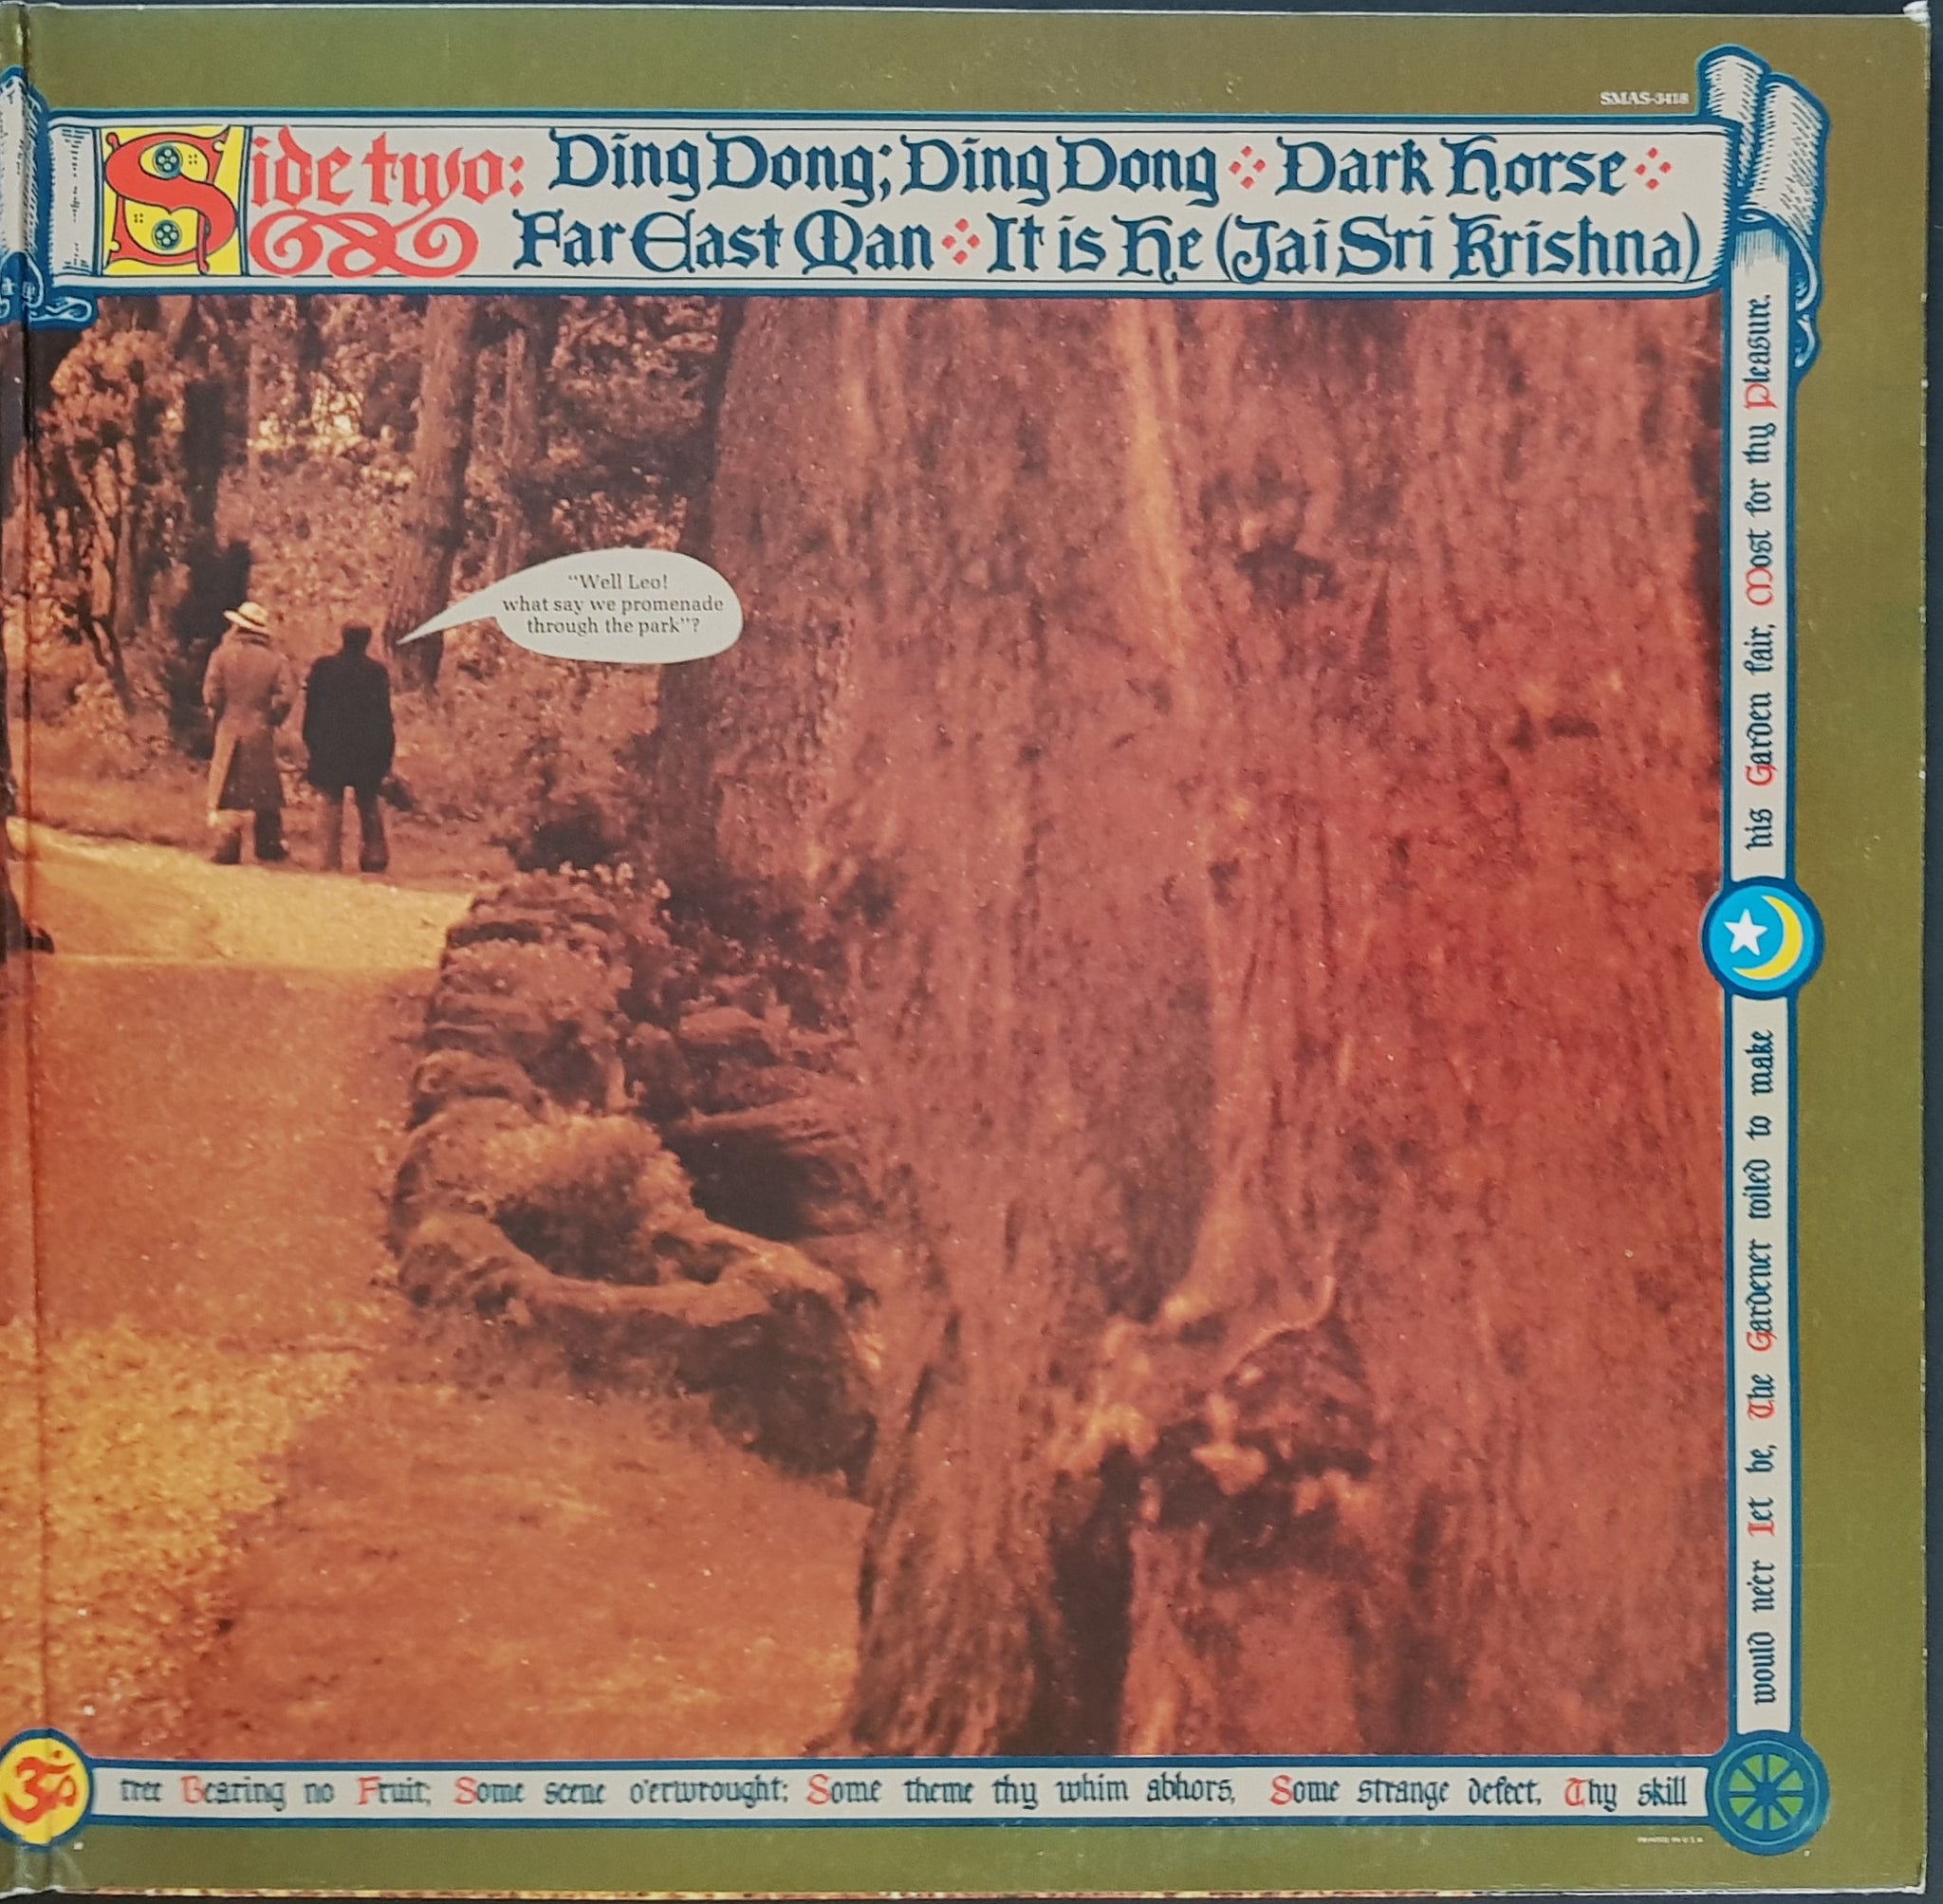 SMAS-3418
Side two: Ding Dong; Ding Dong Dark Horse
Far East Man It is He (Jai Sri Krishna)
"Well Leo!
what say we promenade
through the park"?
tree Bearing no Fruit; Some scene o'erwrought; Some theme thy whim abhors, Some strange defect, Thy skill
would ne'er Let be, The Gardener toiled to make
his Garden fair, Most for thy Pleasure.
ॐ
PRINTED IN U.S.A.